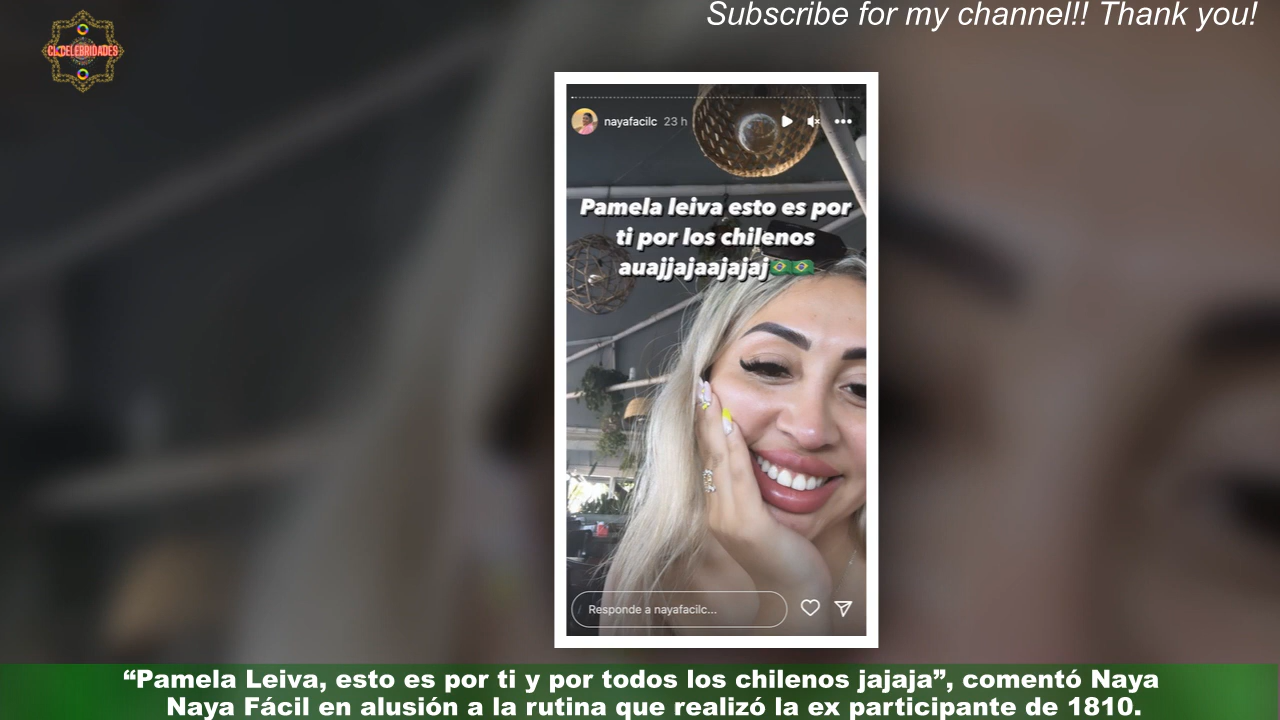 Subscribe for my channel!! Thank you!
CL CELEBRIDADES
nayafacilc 23 h
Pamela leiva esto es por
ti por los chilenos
auajjajaajajaj🇧🇷🇧🇷
Responde a nayafacilc...
“Pamela Leiva, esto es por ti y por todos los chilenos jajaja”, comentó Naya
Naya Fácil en alusión a la rutina que realizó la ex participante de 1810.